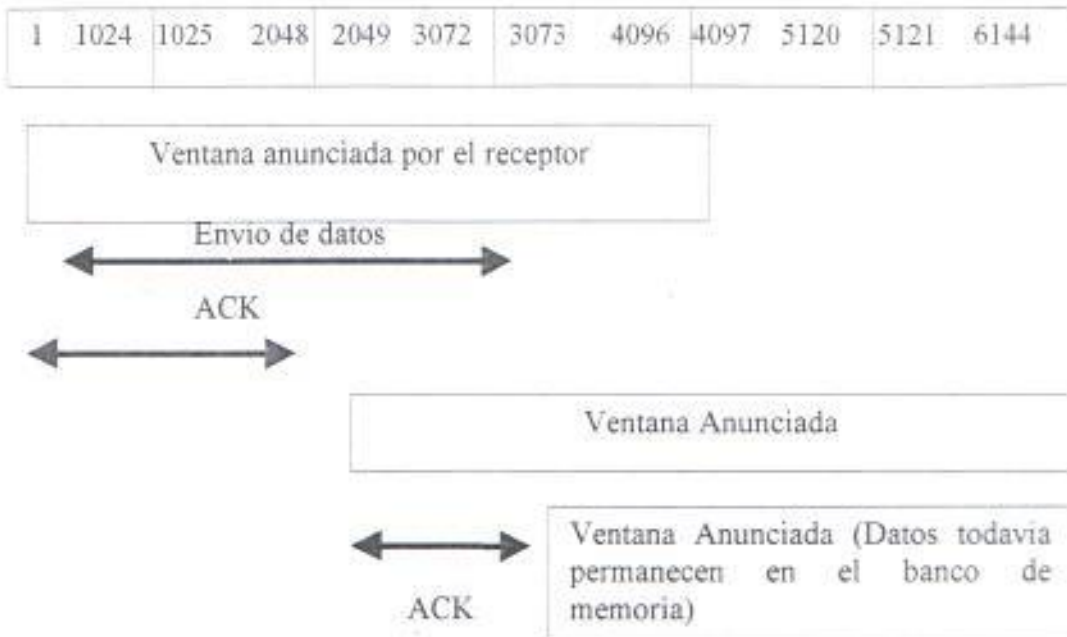 1 1024 1025 2048 2049 3072 3073 4096 4097 5120 5121 6144
Ventana anunciada por el receptor
Envio de datos
ACK
Ventana Anunciada
Ventana Anunciada (Datos todavia
permanecen en el banco de
memoria)
ACK